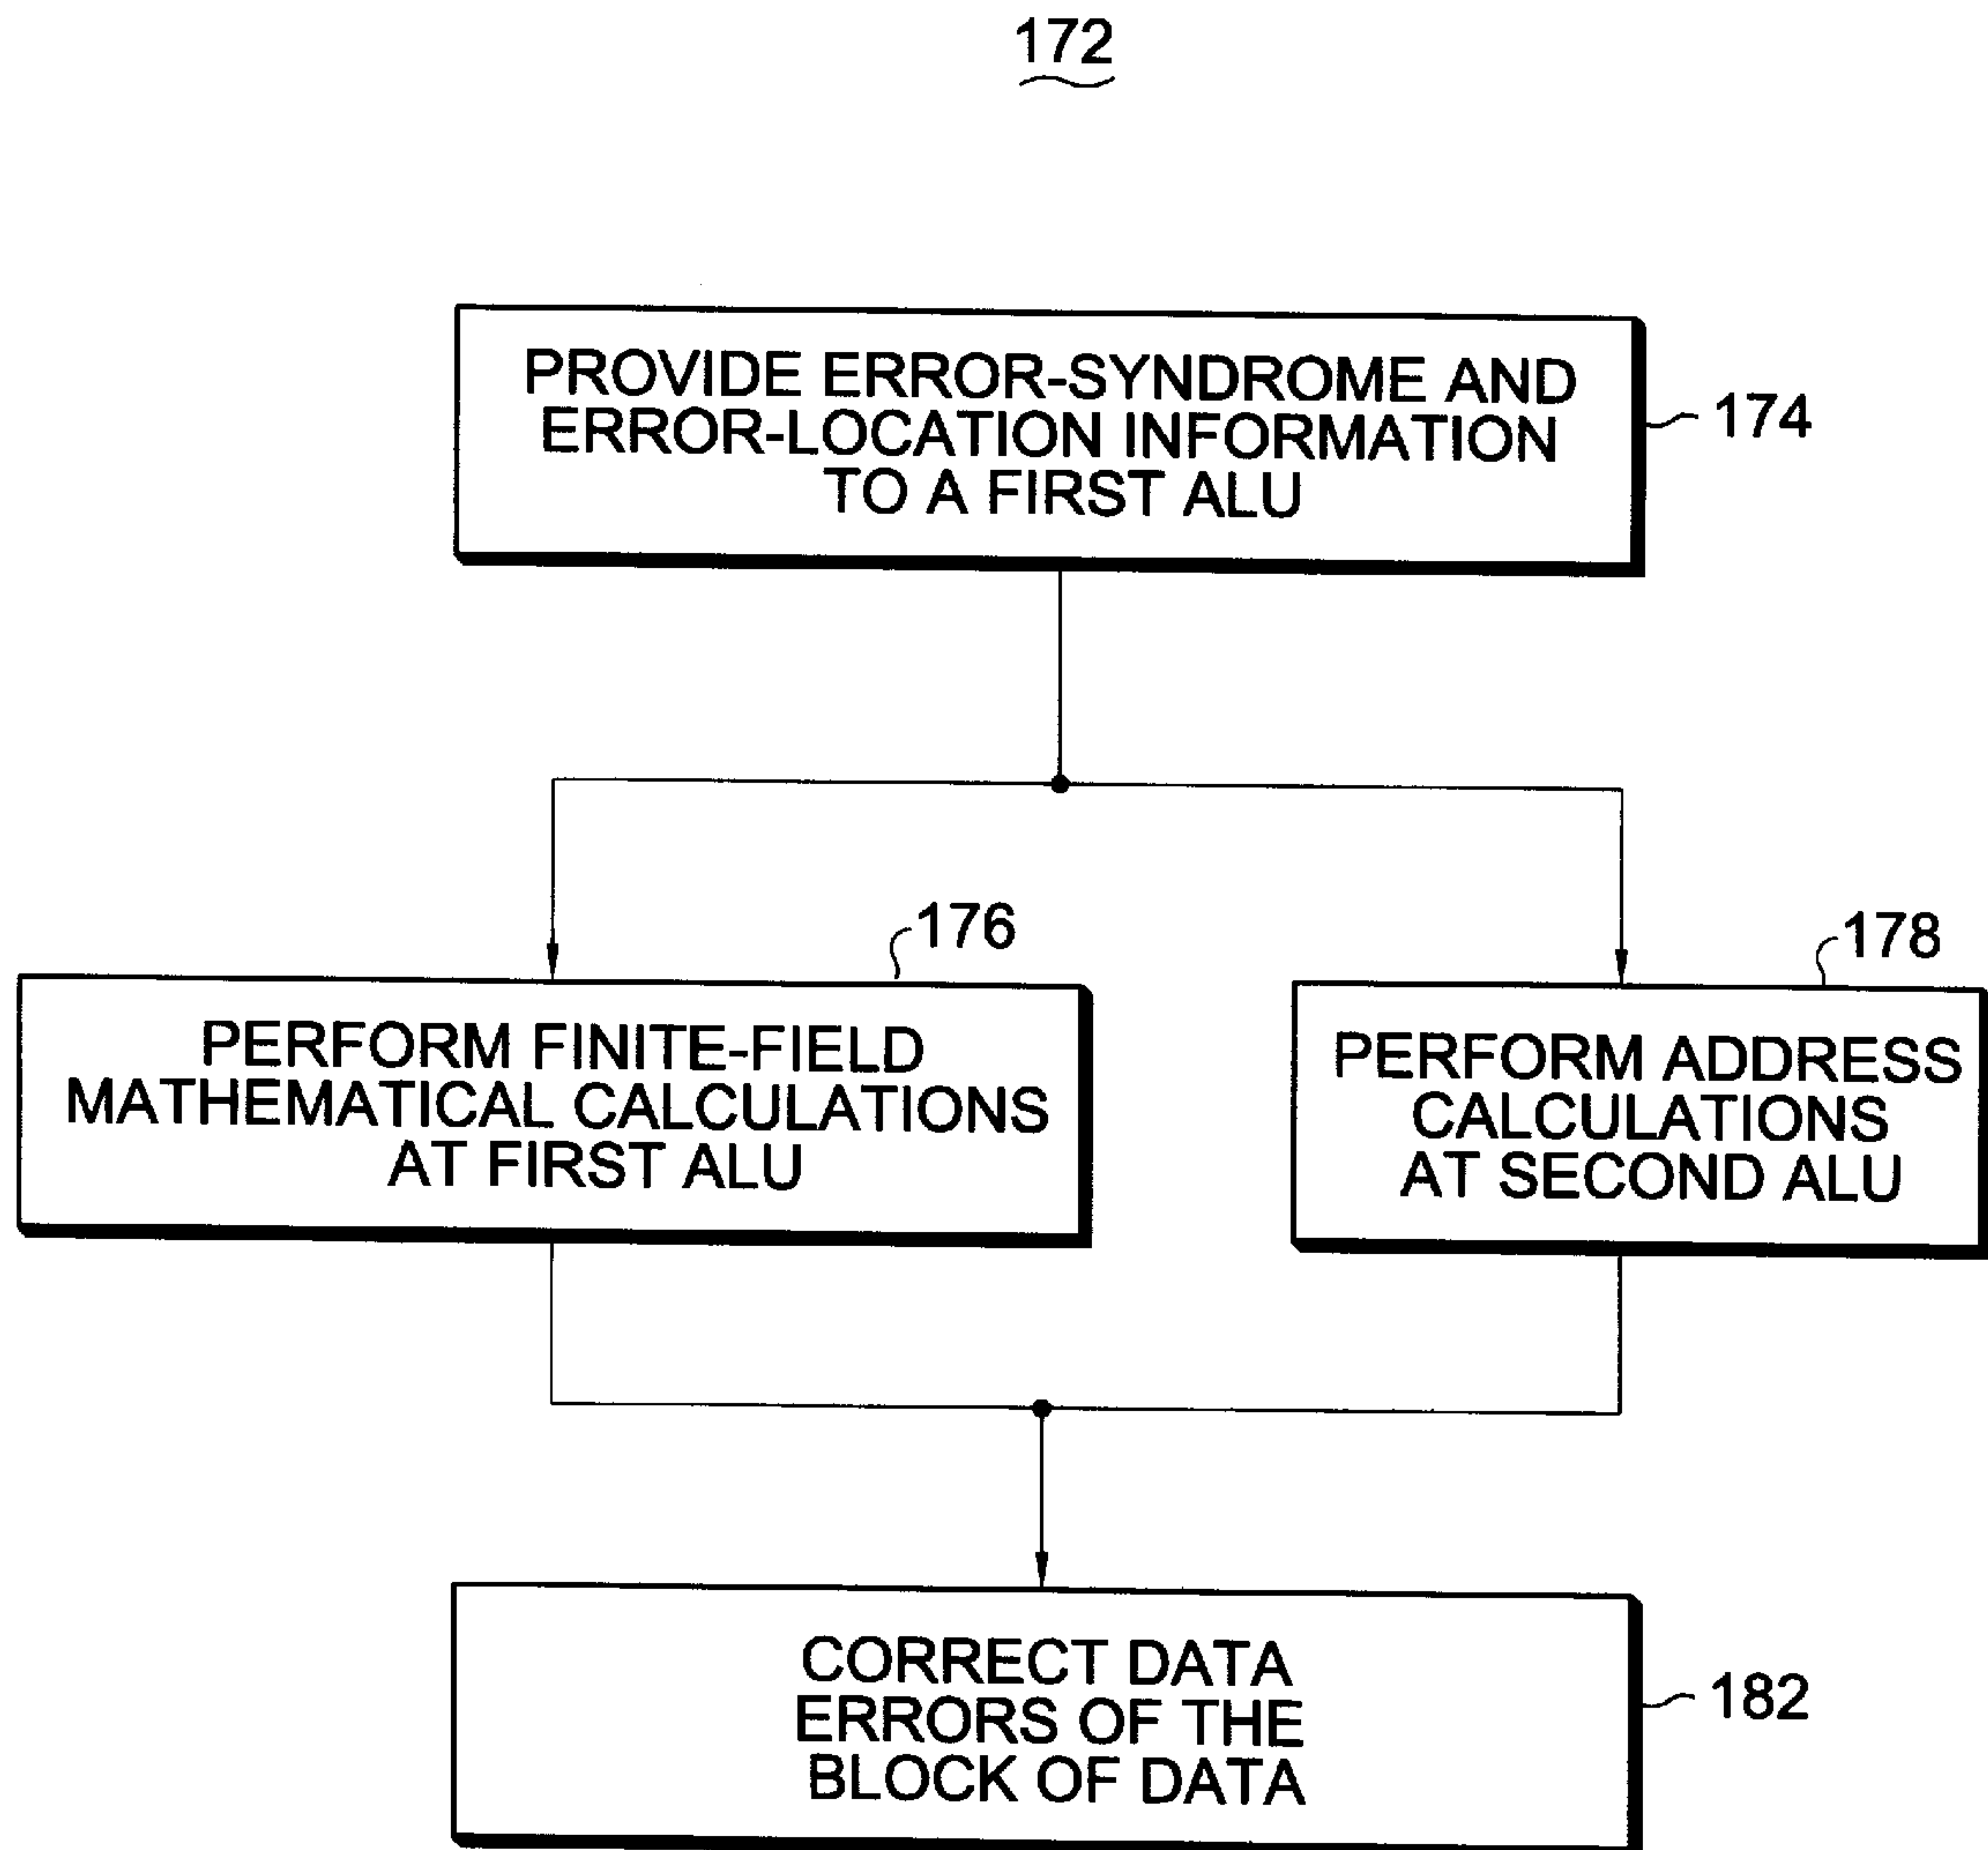 172
PROVIDE ERROR-SYNDROME AND
ERROR-LOCATION INFORMATION
TO A FIRST ALU
174
176
PERFORM FINITE-FIELD
MATHEMATICAL CALCULATIONS
AT FIRST ALU
178
PERFORM ADDRESS
CALCULATIONS
AT SECOND ALU
CORRECT DATA
ERRORS OF THE
BLOCK OF DATA
182